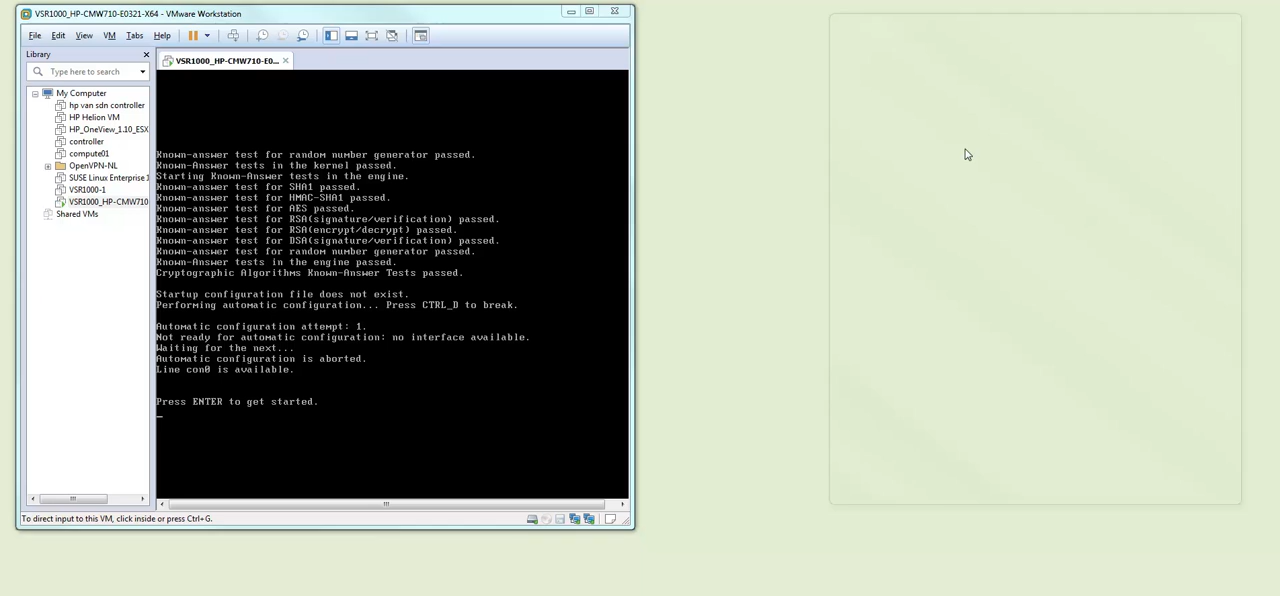 VSR1000_HP-CMW710-E0321-X64 - VMware Workstation
File Edit View VM Tabs Help
Library
Type here to search
VSR1000_HP-CMW710-E0...
My Computer
hp van sdn controller
HP Helion VM
HP_OneView_1.10_ESX
controller
compute01
OpenVPN-NL
SUSE Linux Enterprise 1
VSR1000-1
VSR1000_HP-CMW710
Shared VMs
Known-answer test for random number generator passed.
Known-Answer tests in the kernel passed.
Starting Known-Answer tests in the engine.
Known-answer test for SHA1 passed.
Known-answer test for HMAC-SHA1 passed.
Known-answer test for AES passed.
Known-answer test for RSA(signature/verification) passed.
Known-answer test for RSA(encrypt/decrypt) passed.
Known-answer test for DSA(signature/verification) passed.
Known-answer test for random number generator passed.
Known-Answer tests in the engine passed.
Cryptographic Algorithms Known-Answer Tests passed.
Startup configuration file does not exist.
Performing automatic configuration... Press CTRL_D to break.
Automatic configuration attempt: 1.
Not ready for automatic configuration: no interface available.
Waiting for the next...
Automatic configuration is aborted.
Line con0 is available.
Press ENTER to get started.
To direct input to this VM, click inside or press Ctrl+G.